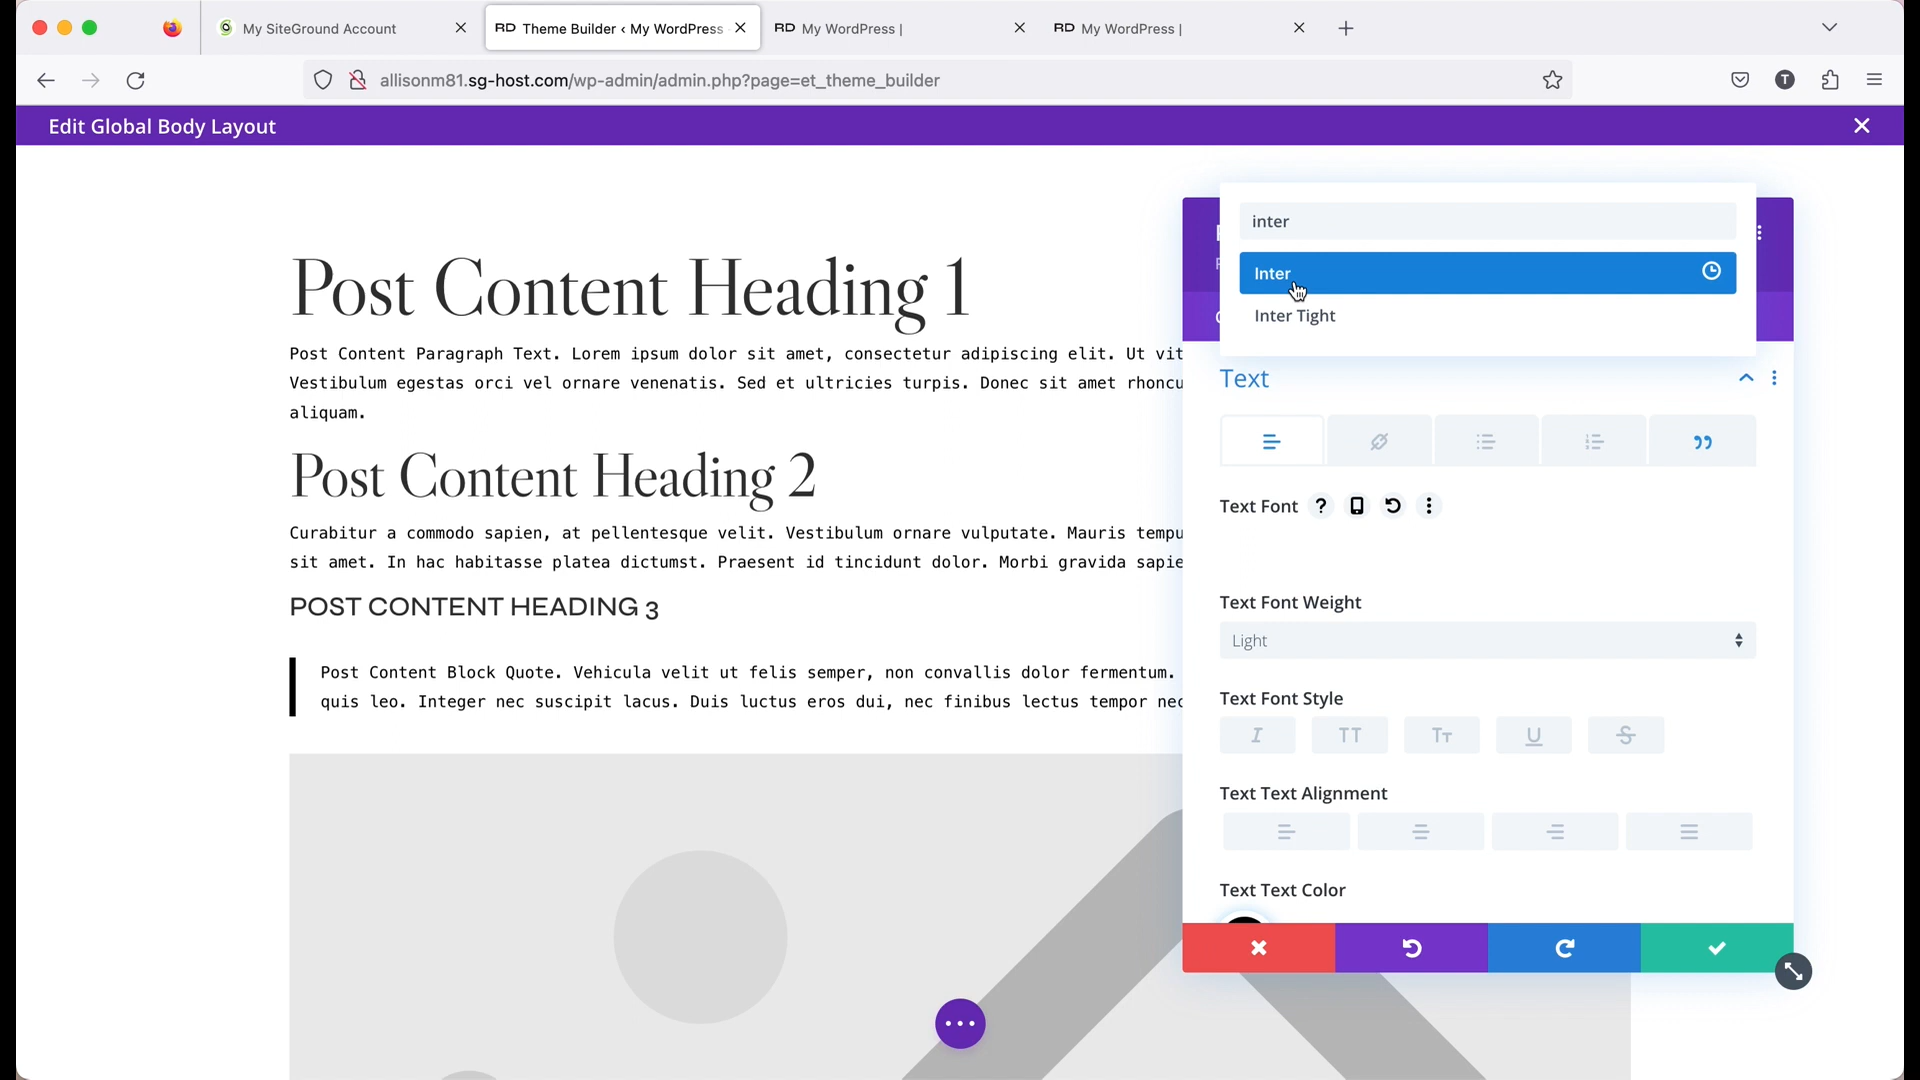 My SiteGround Account
RD Theme Builder ‹ My WordPress
RD My WordPress |
RD My WordPress |
allisonm81.sg-host.com/wp-admin/admin.php?page=et_theme_builder
T
Edit Global Body Layout
inter
Inter
Inter Tight
Post Content Heading 1
Post Content Paragraph Text. Lorem ipsum dolor sit amet, consectetur adipiscing elit. Ut vit
Vestibulum egestas orci vel ornare venenatis. Sed et ultricies turpis. Donec sit amet rhoncu
aliquam.
Post Content Heading 2
Curabitur a commodo sapien, at pellentesque velit. Vestibulum ornare vulputate. Mauris tempu
sit amet. In hac habitasse platea dictumst. Praesent id tincidunt dolor. Morbi gravida sapie
POST CONTENT HEADING 3
Post Content Block Quote. Vehicula velit ut felis semper, non convallis dolor fermentum.
quis leo. Integer nec suscipit lacus. Duis luctus eros dui, nec finibus lectus tempor nec
Text
Text Font ?
Text Font Weight
Light
Text Font Style
I TT Tт U S
Text Text Alignment
Text Text Color